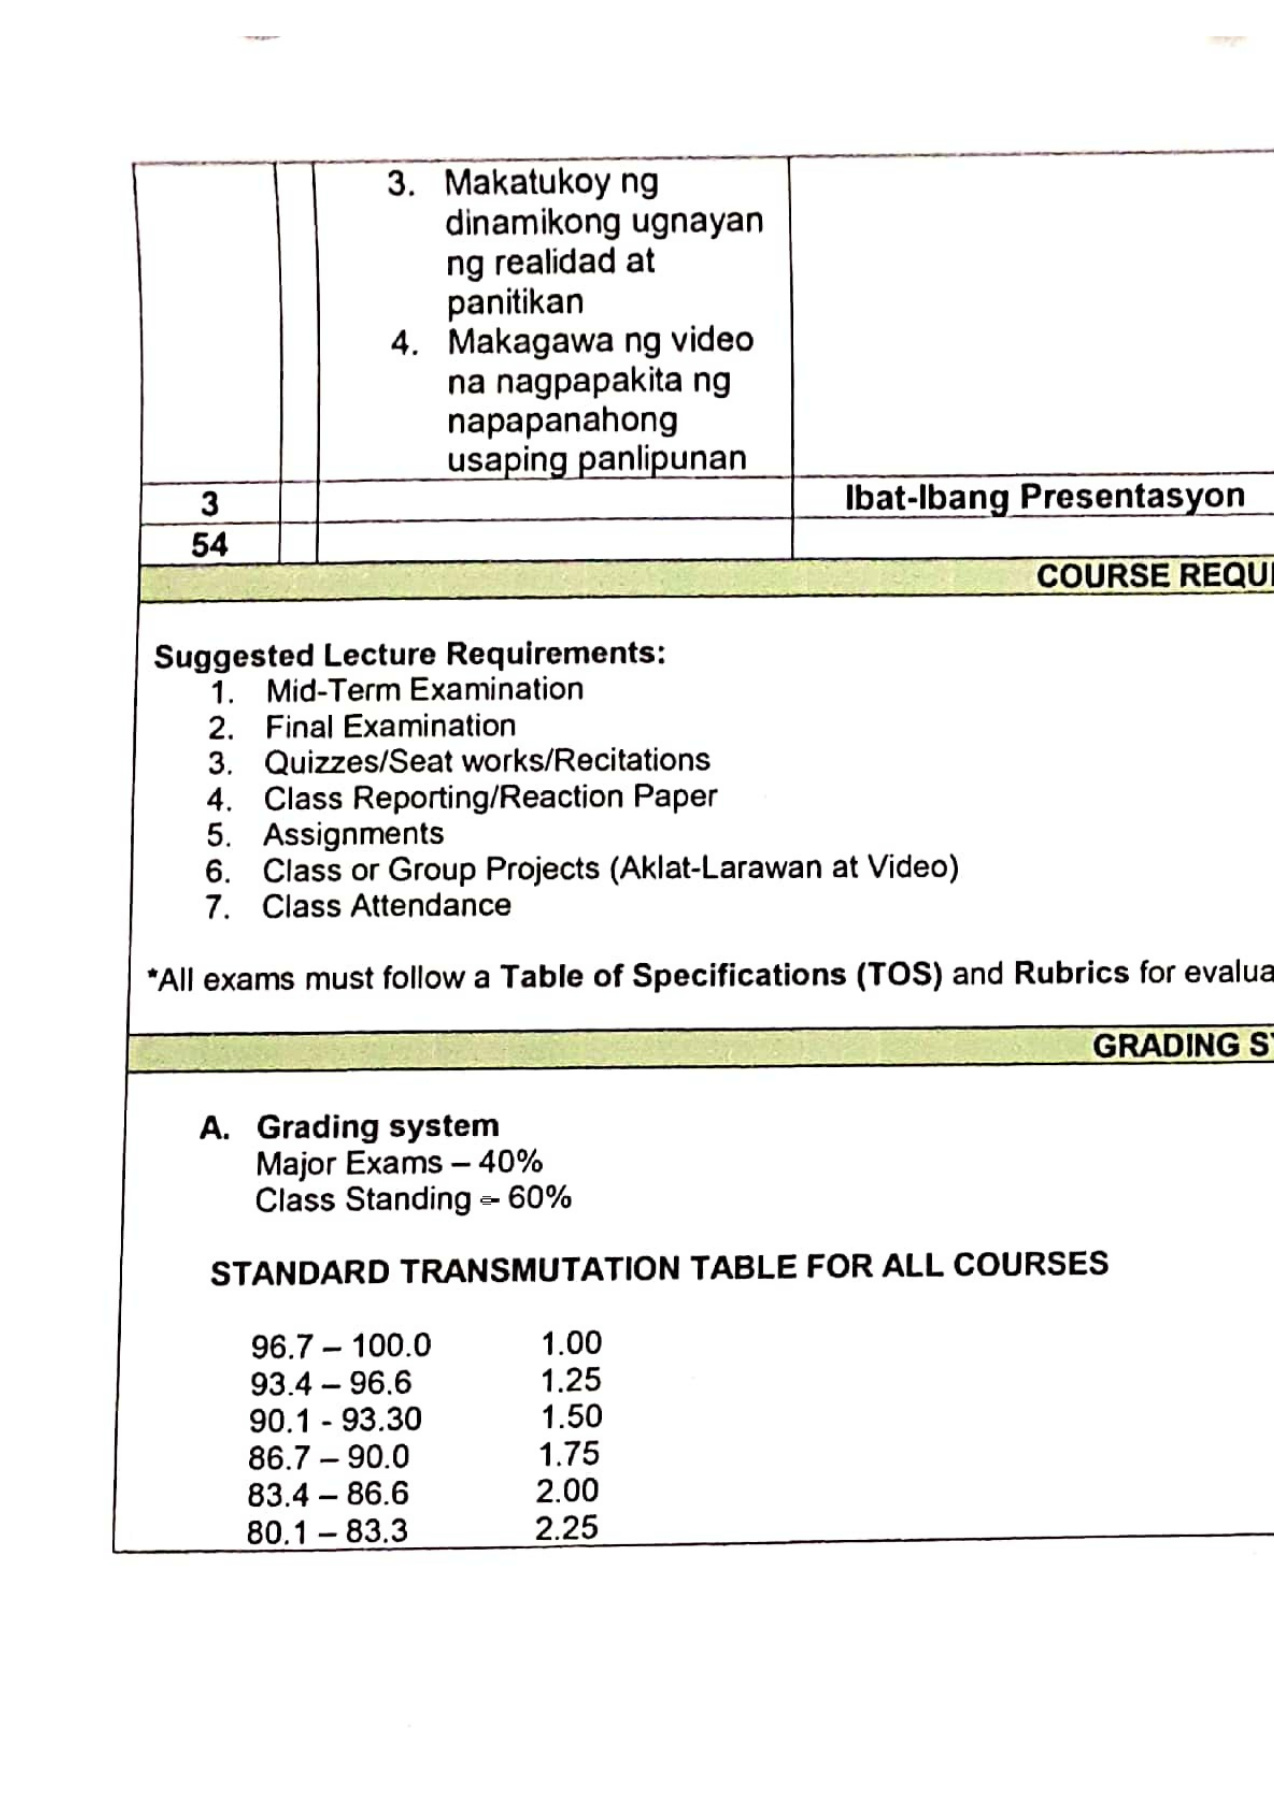 3. Makatukoy ng
dinamikong ugnayan
ng realidad at
panitikan
4. Makagawa ng video
na nagpapakita ng
napapanahong
usaping panlipunan
3 Ibat-Ibang Presentasyon
54
COURSE REQUI
Suggested Lecture Requirements:
1. Mid-Term Examination
2. Final Examination
3. Quizzes/Seat works/Recitations
4. Class Reporting/Reaction Paper
5. Assignments
6. Class or Group Projects (Aklat-Larawan at Video)
7. Class Attendance
*All exams must follow a Table of Specifications (TOS) and Rubrics for evalua
GRADING S
A. Grading system
Major Exams – 40%
Class Standing – 60%
STANDARD TRANSMUTATION TABLE FOR ALL COURSES
96.7 – 100.0 1.00
93.4 – 96.6 1.25
90.1 - 93.30 1.50
86.7 – 90.0 1.75
83.4 – 86.6 2.00
80.1 – 83.3 2.25